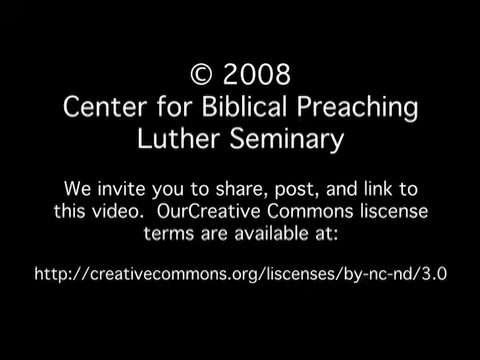 © 2008
Center for Biblical Preaching
Luther Seminary
We invite you to share, post, and link to
this video.  OurCreative Commons liscense
terms are available at:
http://creativecommons.org/liscenses/by-nc-nd/3.0